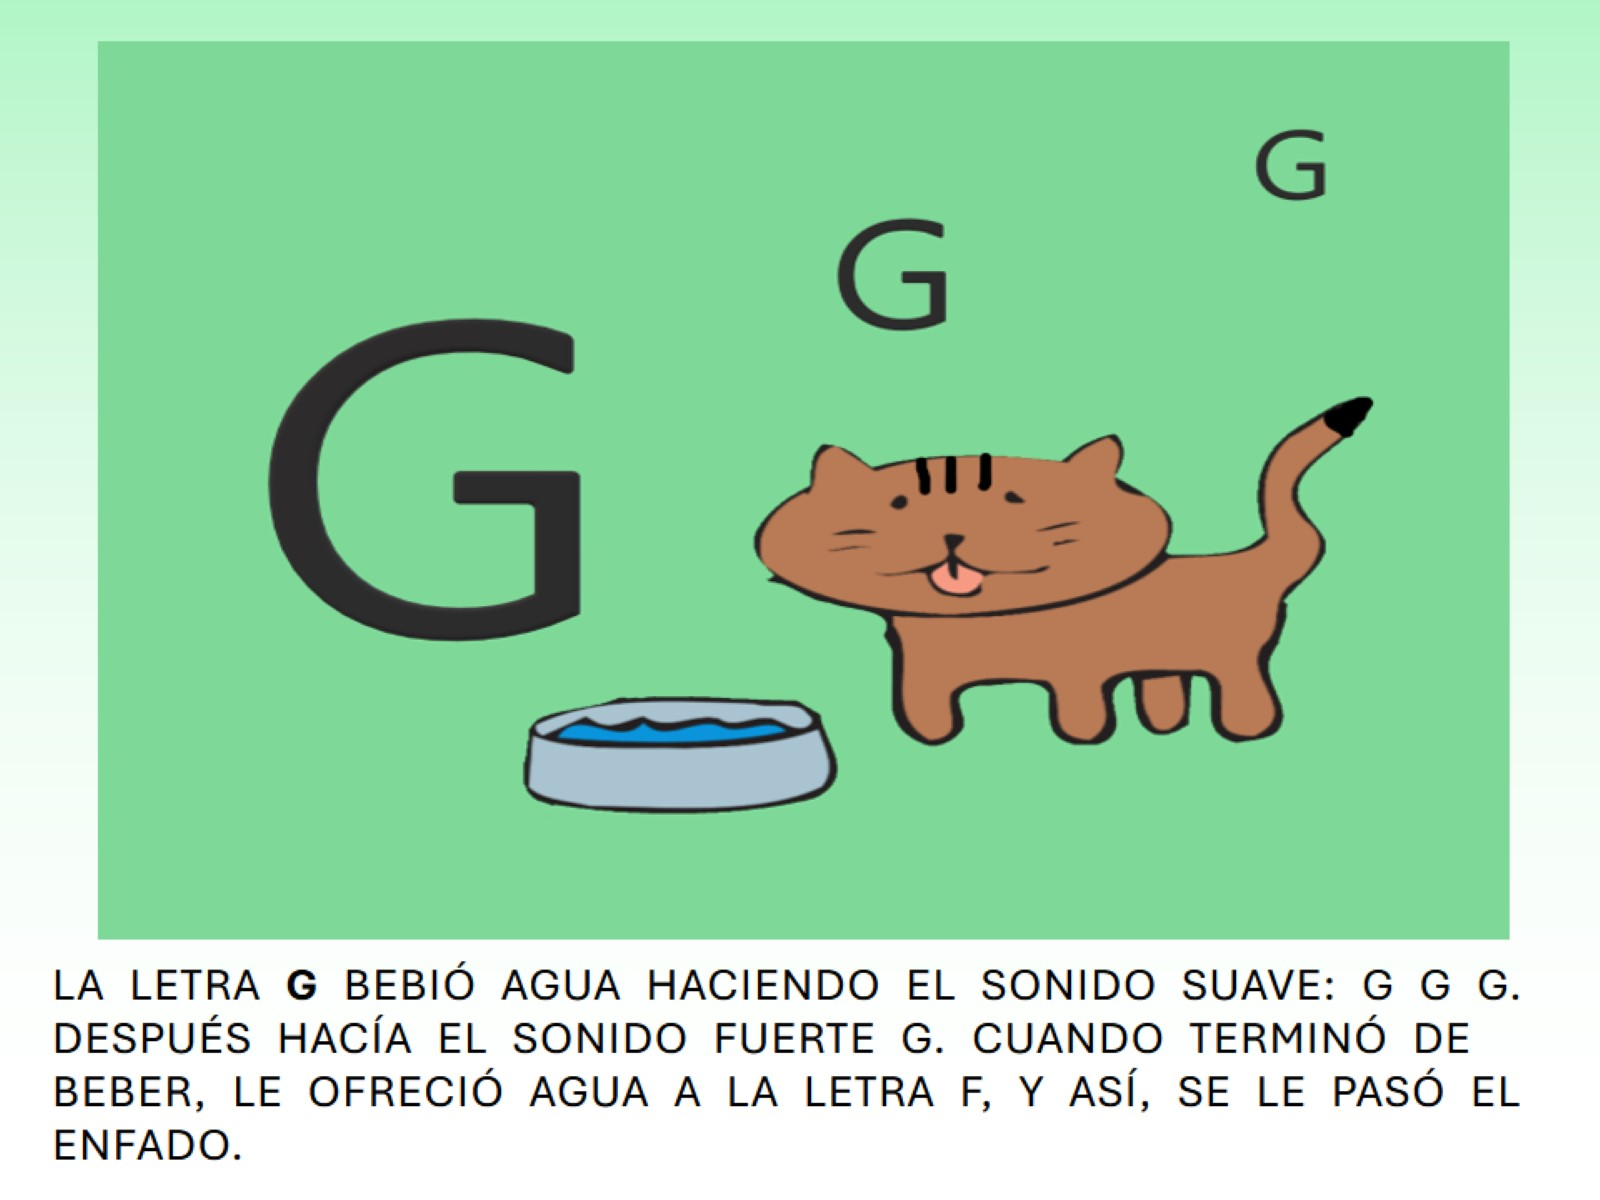 G
G
G
LA LETRA G BEBIÓ AGUA HACIENDO EL SONIDO SUAVE: G G G.
DESPUÉS HACÍA EL SONIDO FUERTE G. CUANDO TERMINÓ DE
BEBER, LE OFRECIÓ AGUA A LA LETRA F, Y ASÍ, SE LE PASÓ EL
ENFADO.